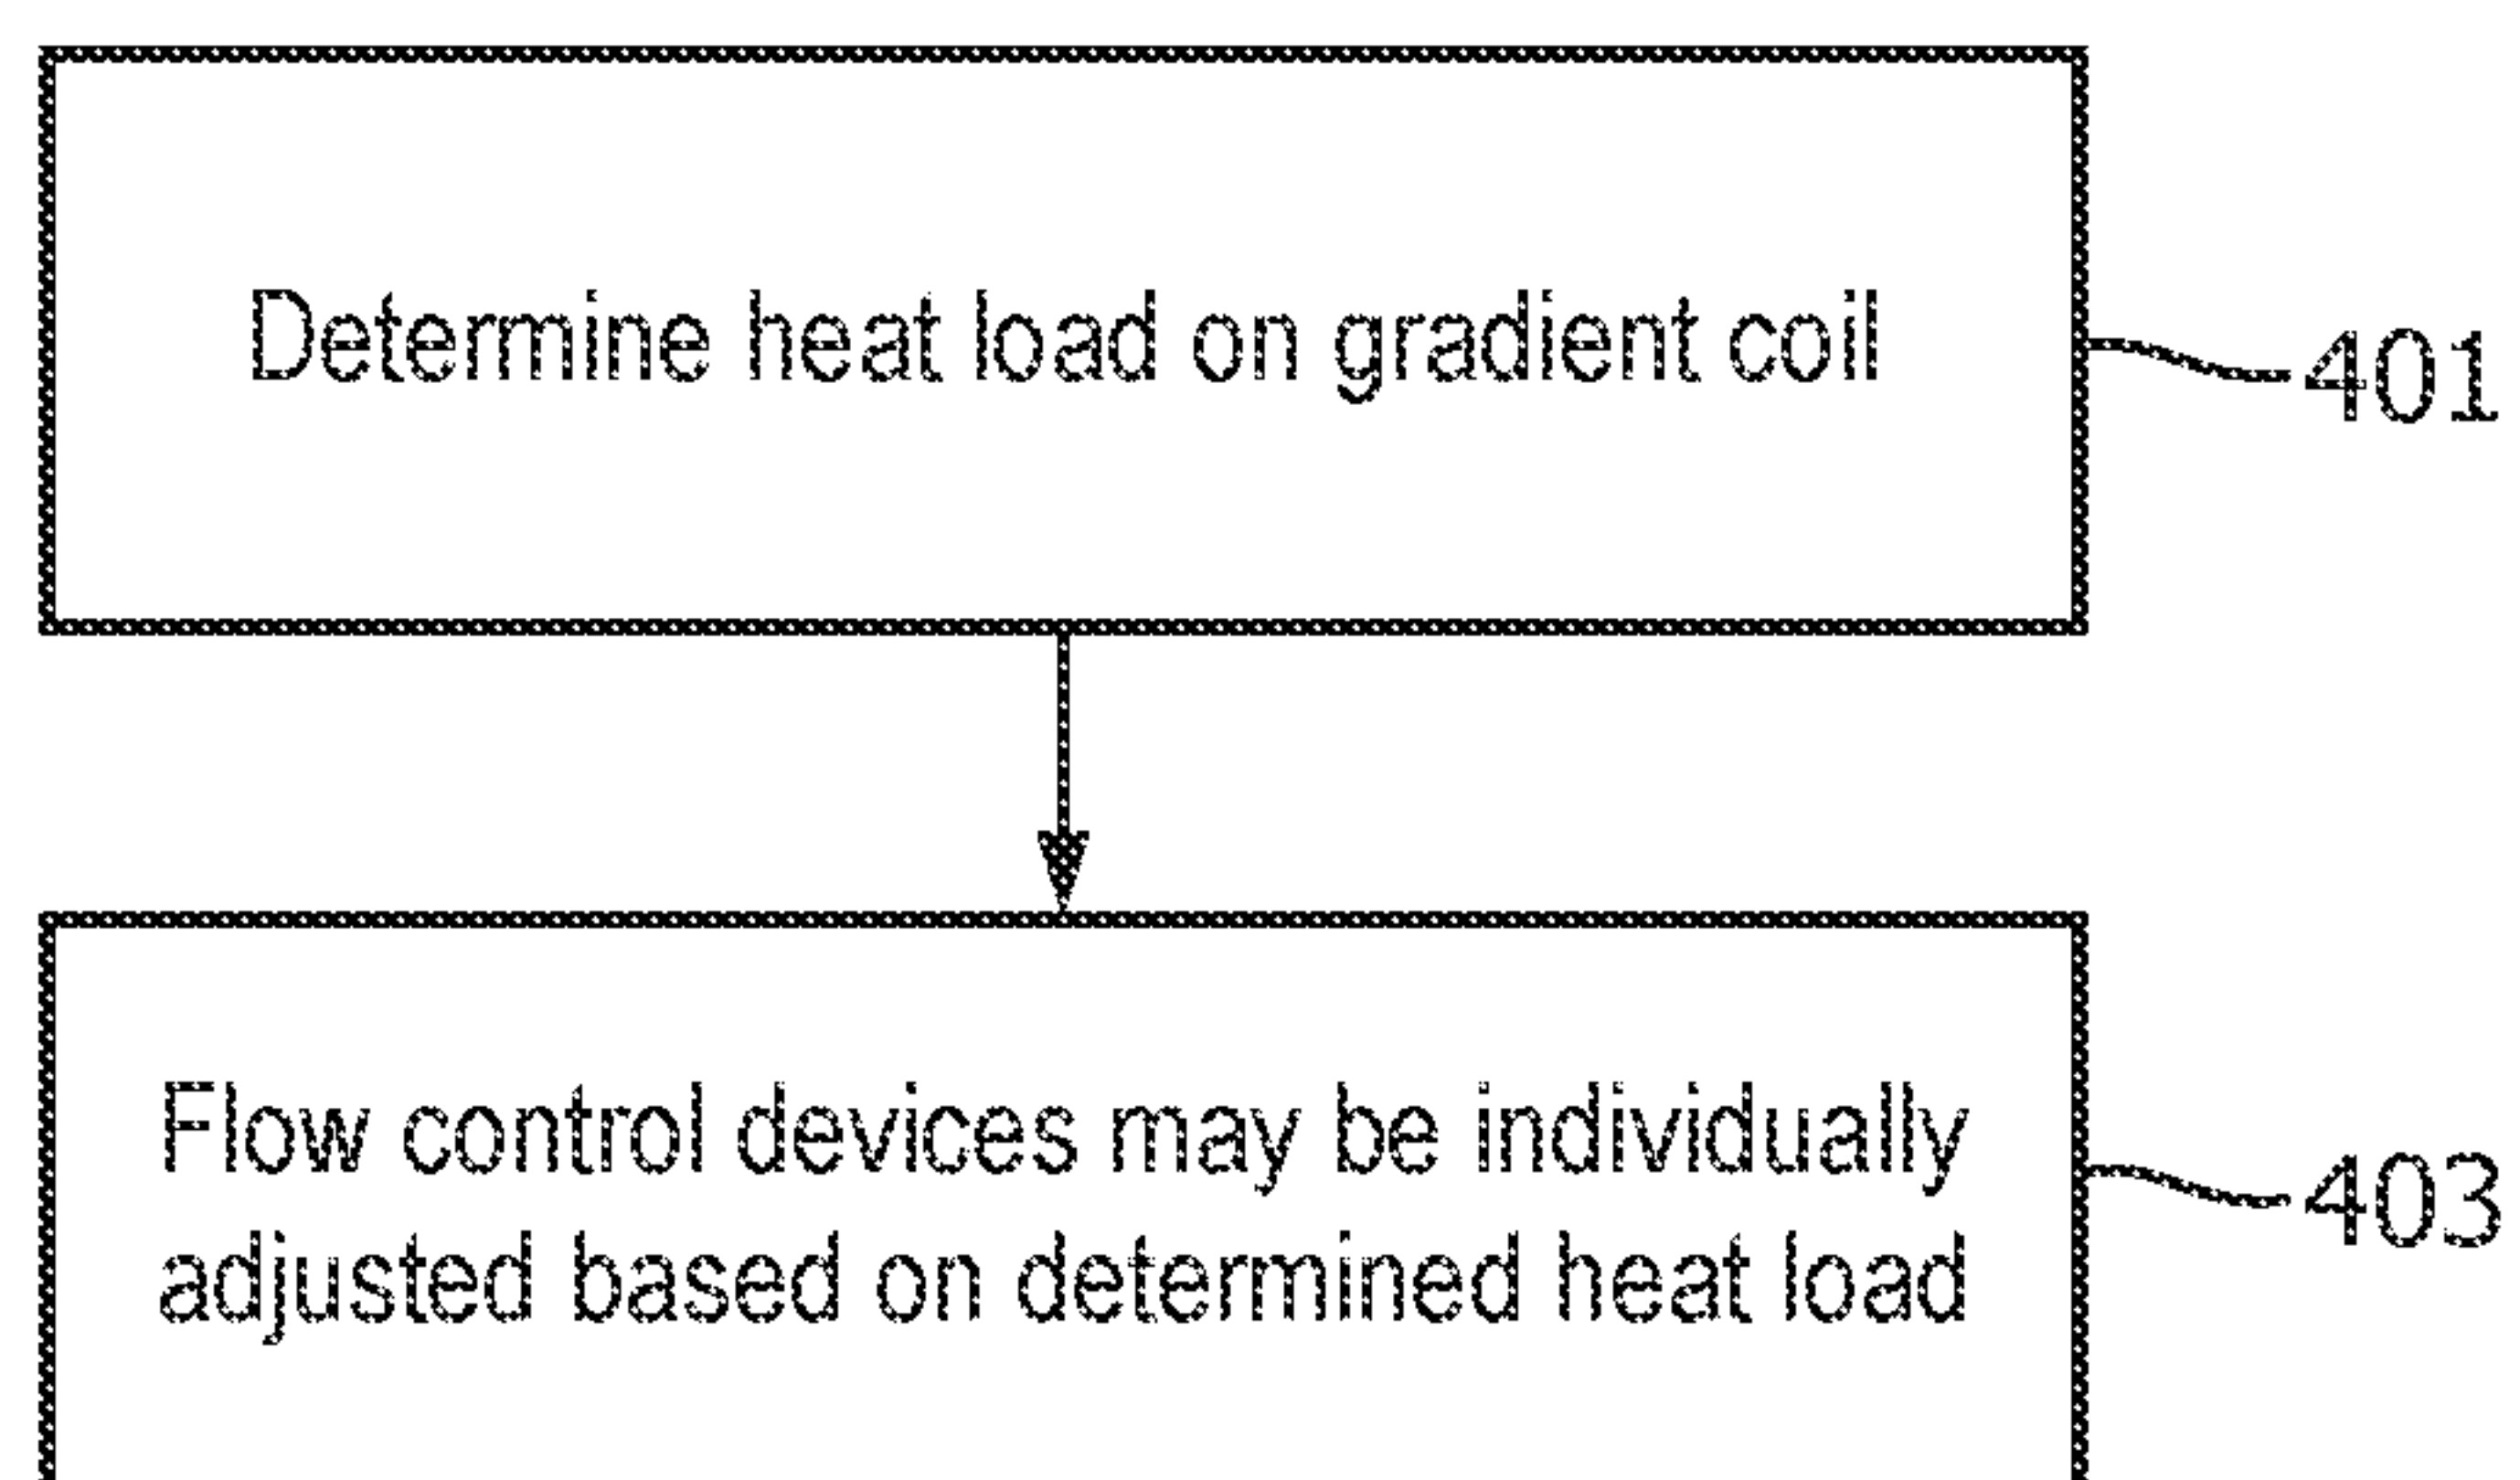 Determine heat load on gradient coil
401
Flow control devices may be individually
adjusted based on determined heat load
403